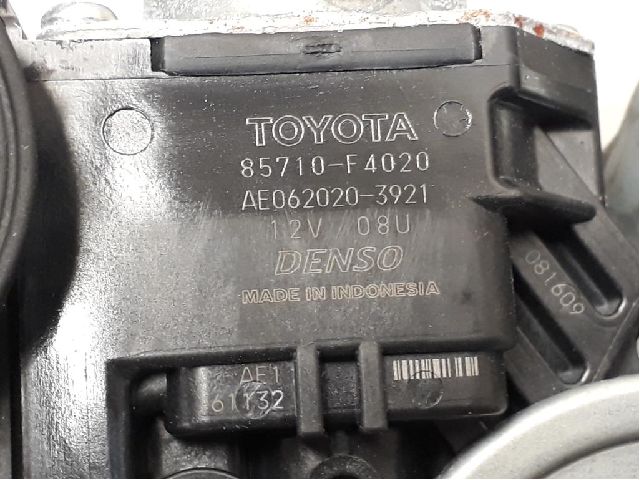 TOYOTA
85710-F4020
AE062020-3921
12V 08U
DENSO
MADE IN INDONESIA
081609
AE1
61132